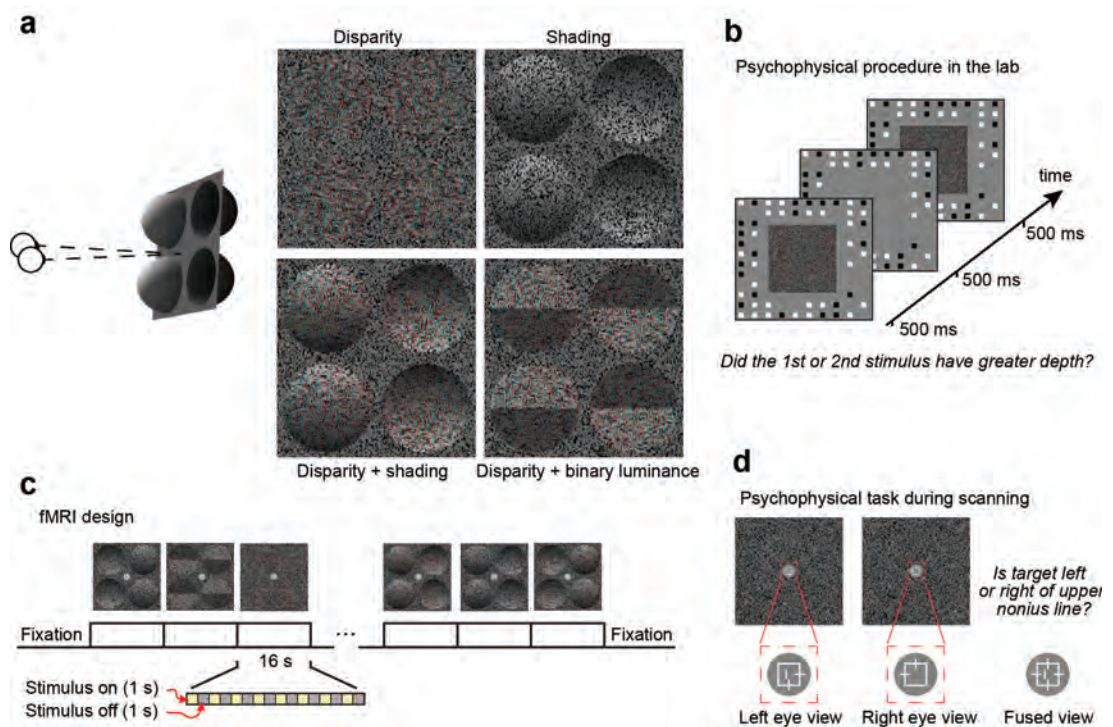 a
Disparity
Shading
Disparity + shading
Disparity + binary luminance
b
Psychophysical procedure in the lab
time
500 ms
500 ms
500 ms
Did the 1st or 2nd stimulus have greater depth?
c
fMRI design
Fixation
...
Fixation
16 s
Stimulus on (1 s)
Stimulus off (1 s)
d
Psychophysical task during scanning
Is target left
or right of upper
nonius line?
Left eye view
Right eye view
Fused view